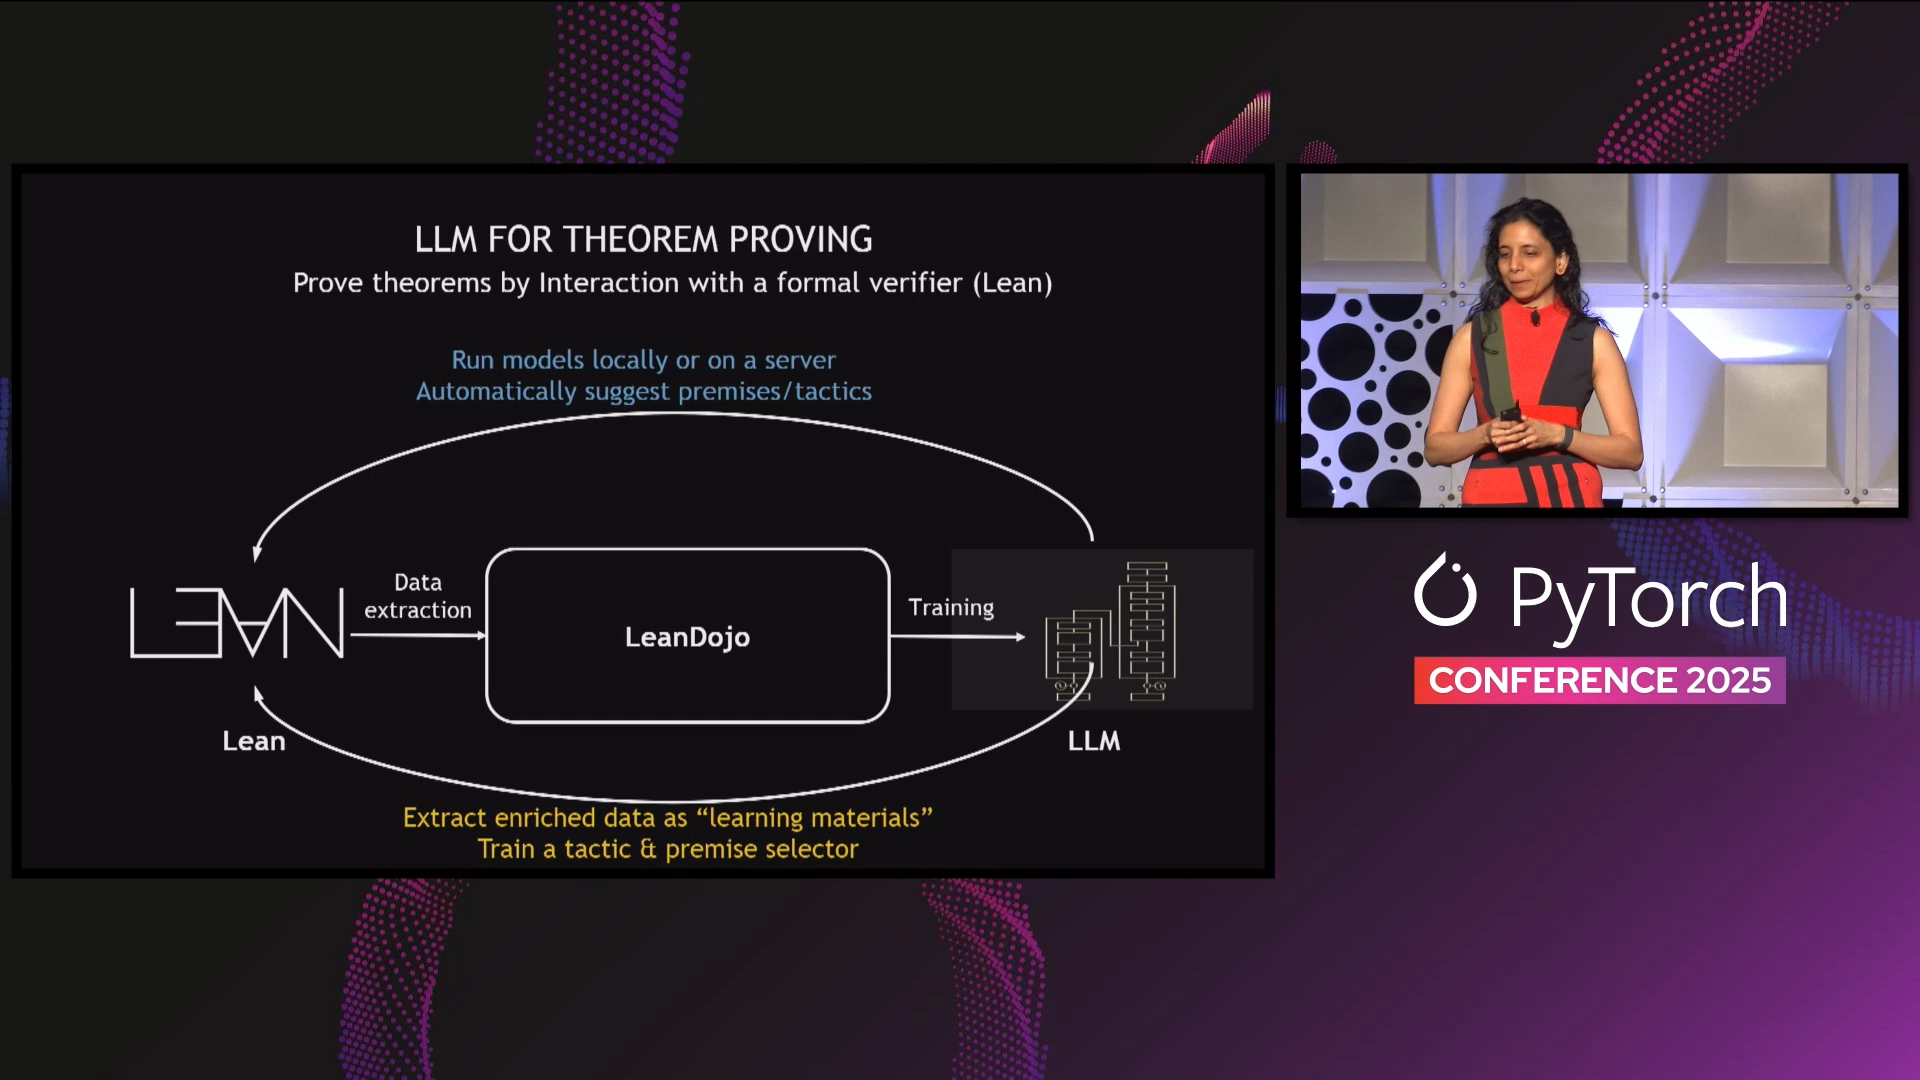 LLM FOR THEOREM PROVING
Prove theorems by Interaction with a formal verifier (Lean)
Run models locally or on a server
Automatically suggest premises/tactics
LEAN
Data
extraction
LeanDojo
Training
Lean
LLM
Extract enriched data as “learning materials”
Train a tactic & premise selector
PyTorch
CONFERENCE 2025